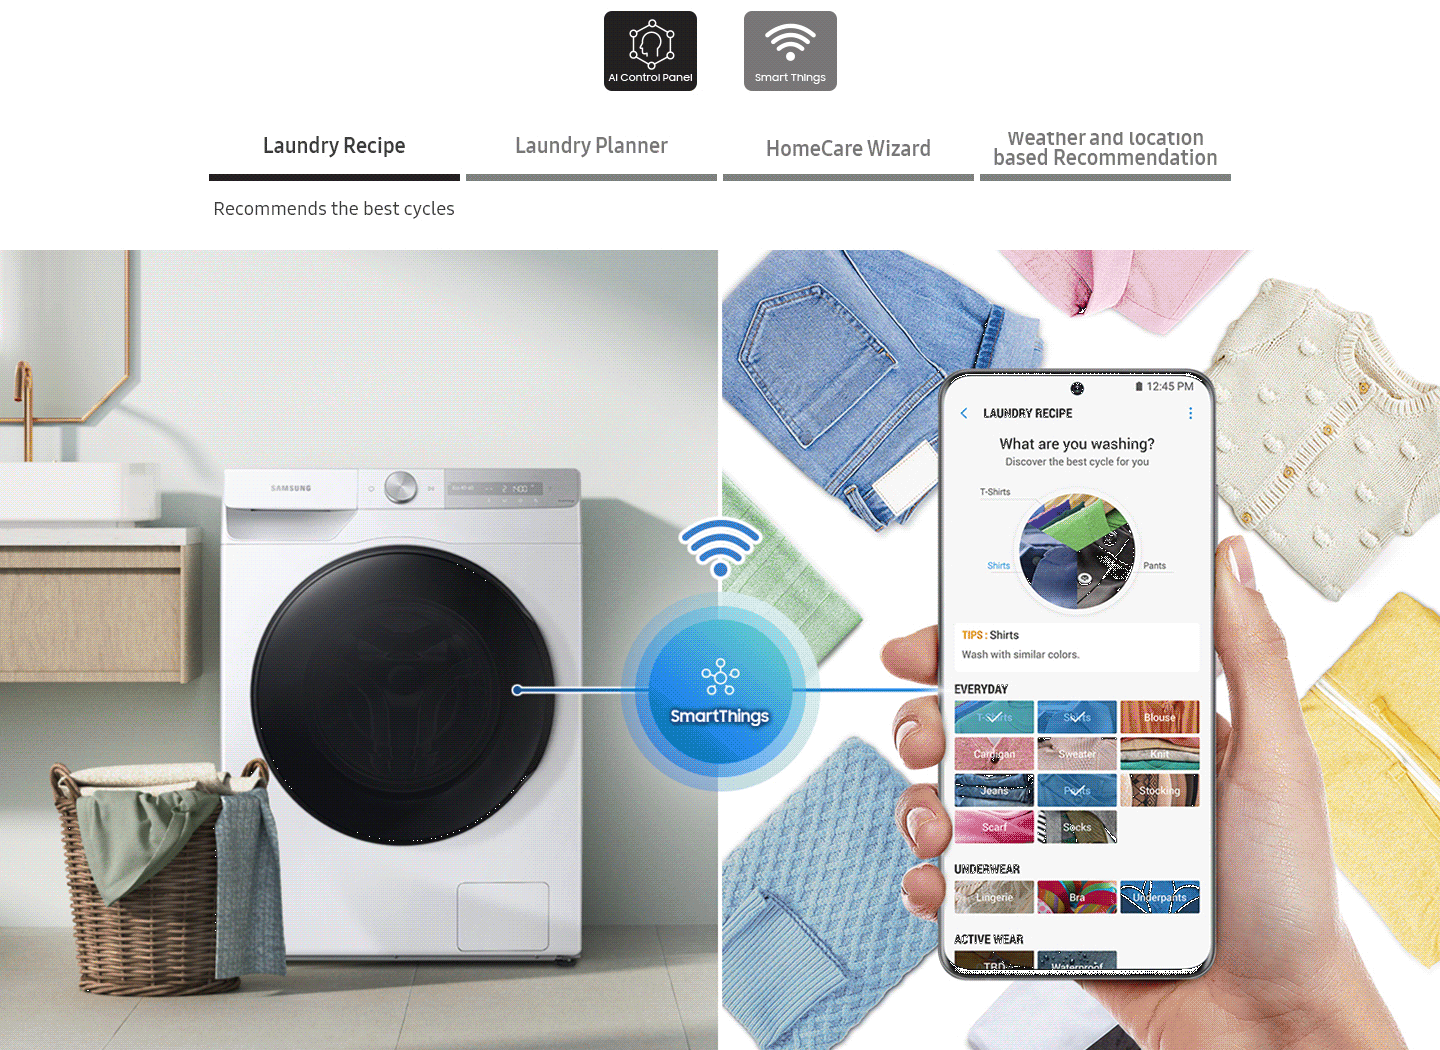 AI Control Panel
Smart Things
Laundry Recipe
Laundry Planner
HomeCare Wizard
Weather and location
based Recommendation
Recommends the best cycles
SAMSUNG
SmartThings
12:45 PM
LAUNDRY RECIPE
What are you washing?
Discover the best cycle for you
T-Shirts
Shirts
Pants
TIPS : Shirts
Wash with similar colors.
EVERYDAY
T-Shirts
Shirts
Blouse
Cardigan
Sweater
Knit
Jeans
Pants
Stocking
Scarf
Socks
UNDERWEAR
Lingerie
Bra
Underpants
ACTIVE WEAR
Waterproof